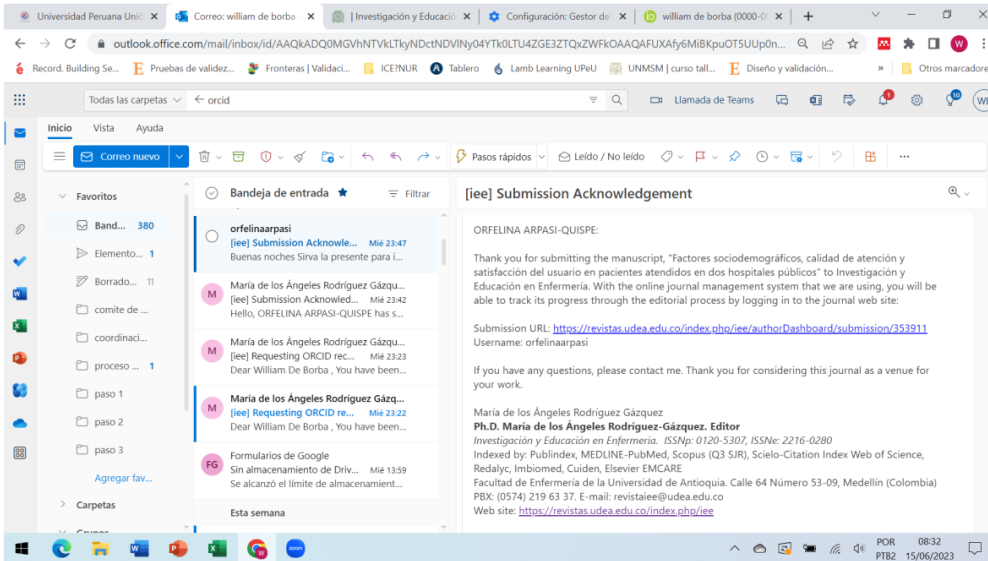 Universidad Peruana Unió
Correo: william de borba -
| Investigación y Educació
Configuración: Gestor de
william de borba (0000-0
outlook.office.com/mail/inbox/id/AAQkADQ0MGVhNTVkLTkyNDctNDVlNy04YTk0LTU4ZGE3ZTQxZWFkOAAQAFUXAfy6MiBKpuOT5UUp0n...
Record. Building Se...
Pruebas de validez...
Fronteras | Validaci...
ICE?NUR
Tablero
Lamb Learning UPeU
UNMSM | curso tall...
Diseño y validación...
»
Otros marcadores
Todas las carpetas
orcid
Llamada de Teams
1
10
Inicio
Vista
Ayuda
Correo nuevo
Pasos rápidos
Leído / No leído
...
Favoritos
Band... 380
Elemento... 1
Borrado... 11
comite de ...
coordinaci...
proceso ... 1
paso 1
paso 2
paso 3
Agregar fav...
Carpetas
Grupos
Bandeja de entrada
Filtrar
orfelinaarpasi
[iee] Submission Acknowle... Mié 23:47
Buenas noches Sirva la presente para i...
M
María de los Ángeles Rodríguez Gázqu...
[iee] Submission Acknowled... Mié 23:42
Hello, ORFELINA ARPASI-QUISPE has s...
M
María de los Ángeles Rodríguez Gázqu...
[iee] Requesting ORCID rec... Mié 23:23
Dear William De Borba , You have been...
M
María de los Ángeles Rodríguez Gázq...
[iee] Requesting ORCID re... Mié 23:22
Dear William De Borba , You have been...
FG
Formularios de Google
Sin almacenamiento de Driv... Mié 13:59
Se alcanzó el límite de almacenamient...
Esta semana
[iee] Submission Acknowledgement
ORFELINA ARPASI-QUISPE:
Thank you for submitting the manuscript, "Factores sociodemográficos, calidad de atención y
satisfacción del usuario en pacientes atendidos en dos hospitales públicos" to Investigación y
Educación en Enfermería. With the online journal management system that we are using, you will be
able to track its progress through the editorial process by logging in to the journal web site:
Submission URL: https://revistas.udea.edu.co/index.php/iee/authorDashboard/submission/353911
Username: orfelinaarpasi
If you have any questions, please contact me. Thank you for considering this journal as a venue for
your work.
María de los Ángeles Rodríguez Gázquez
Ph.D. María de los Ángeles Rodríguez-Gázquez. Editor
Investigación y Educación en Enfermería. ISSNp: 0120-5307, ISSNe: 2216-0280
Indexed by: Publindex, MEDLINE-PubMed, Scopus (Q3 SJR), Scielo-Citation Index Web of Science,
Redalyc, Imbiomed, Cuiden, Elsevier EMCARE
Facultad de Enfermería de la Universidad de Antioquia. Calle 64 Número 53-09, Medellín (Colombia)
PBX: (0574) 219 63 37. E-mail: revistaiee@udea.edu.co
Web site: https://revistas.udea.edu.co/index.php/iee
POR
PTB2
08:32
15/06/2023